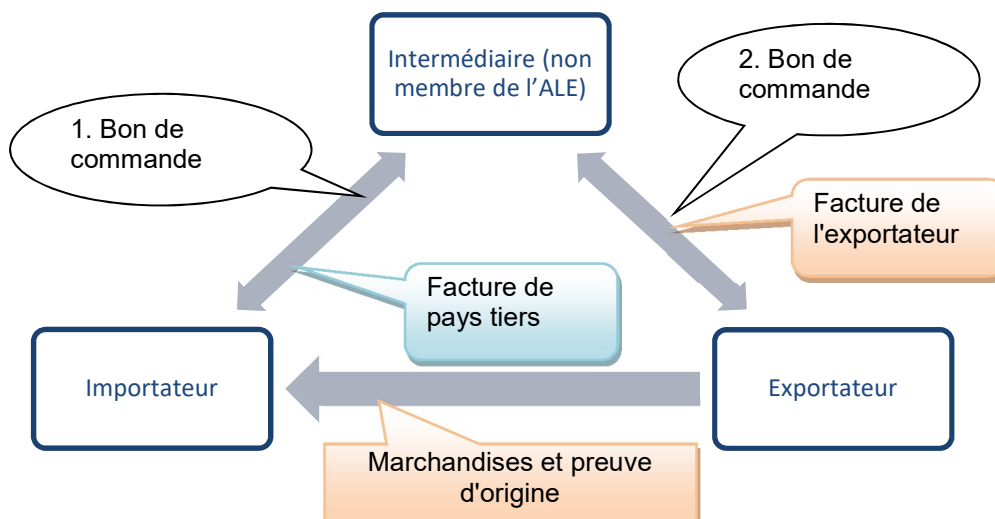 Intermédiaire (non
membre de l’ALE)
1. Bon de
commande
2. Bon de
commande
Facture de
l'exportateur
Facture de
pays tiers
Importateur
Exportateur
Marchandises et preuve
d'origine